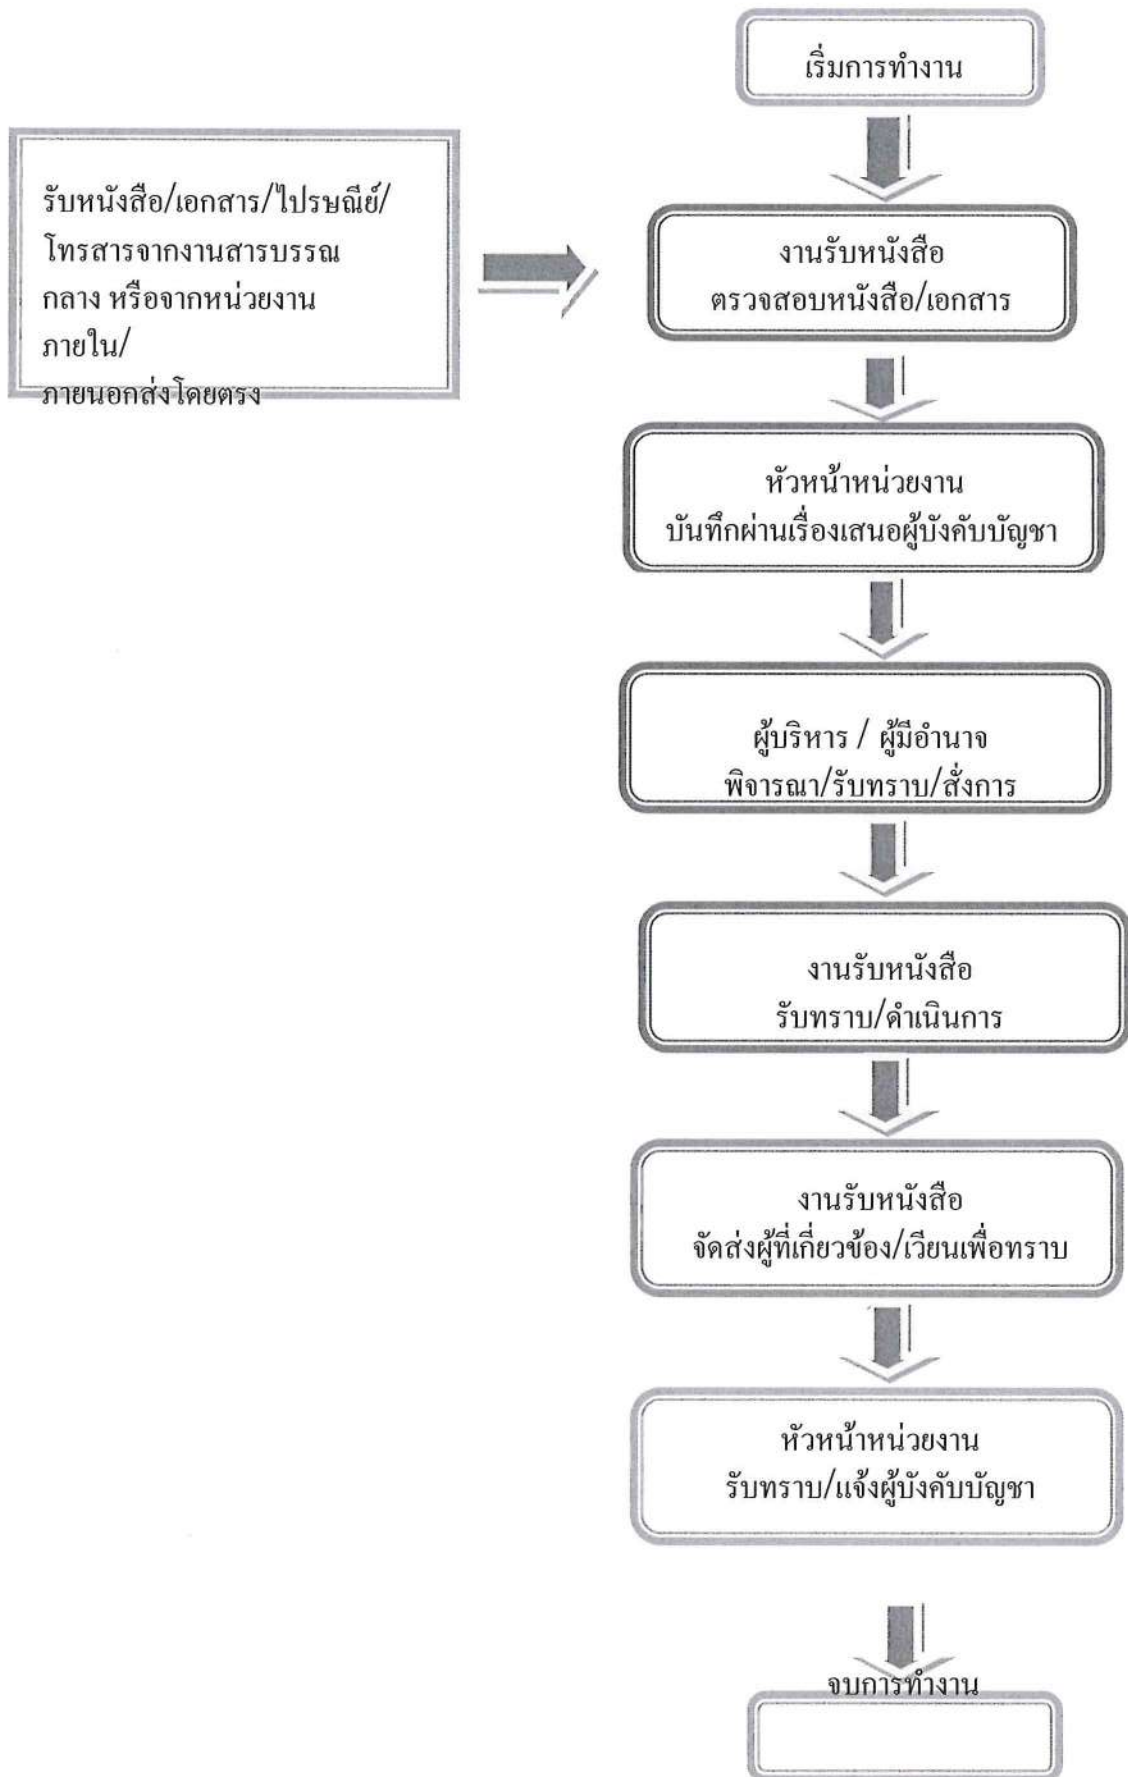 เริ่มการทำงาน
รับหนังสือ/เอกสาร/ไปรษณีย์/
โทรสารจากงานสารบรรณ
กลาง หรือจากหน่วยงาน
ภายใน/
ภายนอกส่งโดยตรง
งานรับหนังสือ
ตรวจสอบหนังสือ/เอกสาร
หัวหน้าหน่วยงาน
บันทึกผ่านเรื่องเสนอผู้บังคับบัญชา
ผู้บริหาร / ผู้มีอำนาจ
พิจารณา/รับทราบ/สั่งการ
งานรับหนังสือ
รับทราบ/ดำเนินการ
งานรับหนังสือ
จัดส่งผู้ที่เกี่ยวข้อง/เวียนเพื่อทราบ
หัวหน้าหน่วยงาน
รับทราบ/แจ้งผู้บังคับบัญชา
จบการทำงาน